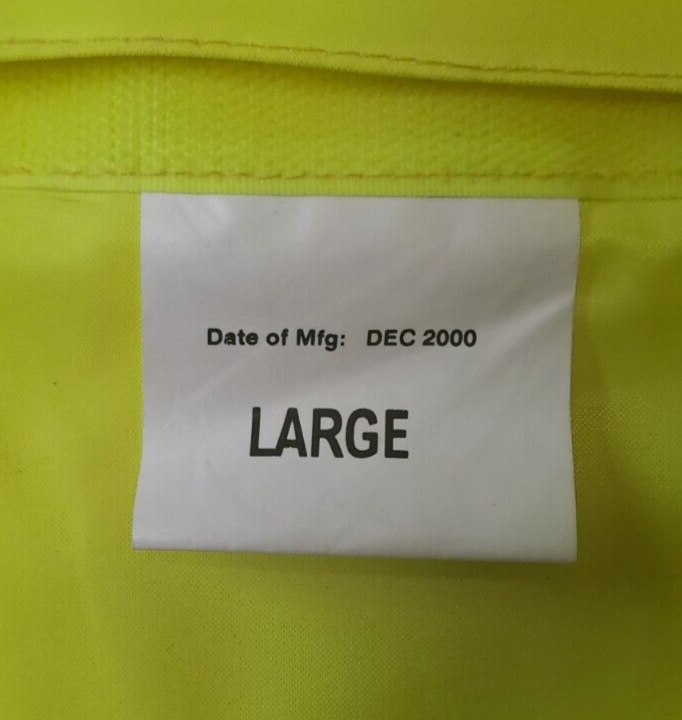 Date of Mfg: DEC 2000
LARGE